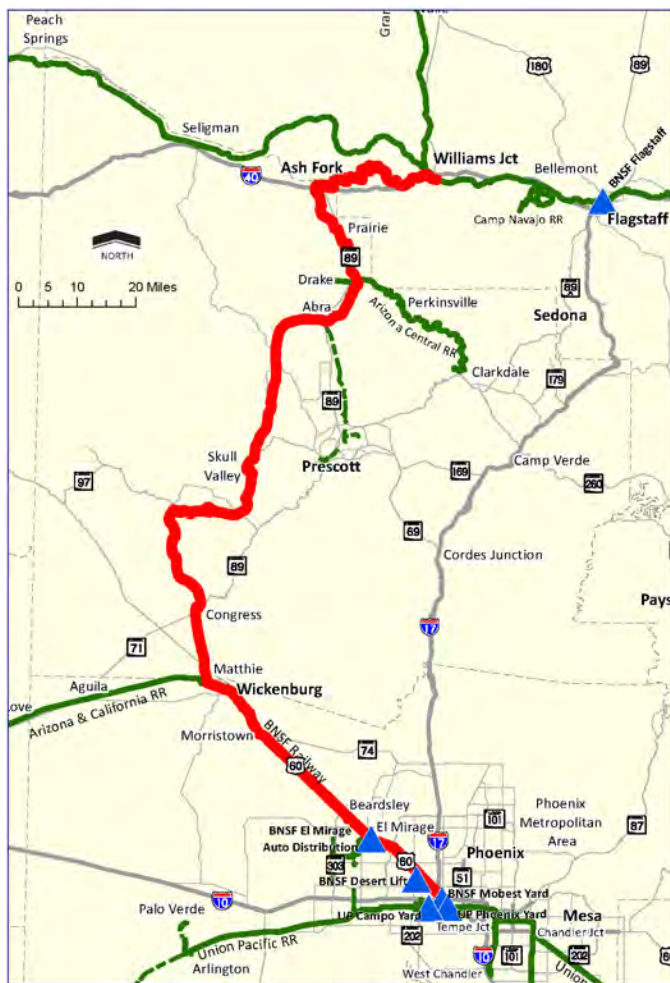 Peach
Springs
Gran
180
89
Seligman
Williams Jct
BNSF Flagstaff
Ash Fork
40
Bellemont
Camp Navajo RR
Flagstaff
NORTH
Prairie
89
0 5 10 20 Miles
Drake
Abra
Perkinsville
Arizona Central RR
89
Sedona
Clarkdale
179
89
Skull
Valley
Prescott
169
Camp Verde
260
97
69
89
Cordes Junction
Congress
17
Pays
71
Matthie
Wickenburg
Aguila
ove
Arizona & California RR
Morristown
BNSF Railway
60
74
Beardsley
BNSF El Mirage
Auto Distribution
El Mirage
17
101
Phoenix
Metropolitan
Area
87
303
60
Phoenix
BNSF Desert Lift
51
BNSF Mobest Yard
10
Palo Verde
UP Campo Yard
UP Phoenix Yard
Mesa
Tempe Jct
Chandler Jct
Union Pacific RR
202
101
202
Arlington
West Chandler
10
Union